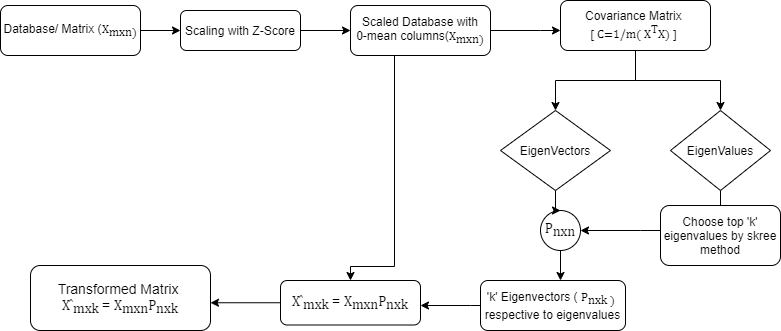 Database/ Matrix (Xmxn)
Scaling with Z-Score
Scaled Database with
0-mean columns(Xmxn)
Covariance Matrix
[ C=1/m( XTX) ]
EigenVectors
EigenValues
Pnxn
Choose top 'k'
eigenvalues by skree
method
Transformed Matrix
X^mxk = XmxnPnxk
X^mxk = XmxnPnxk
'k' Eigenvectors ( Pnxk )
respective to eigenvalues